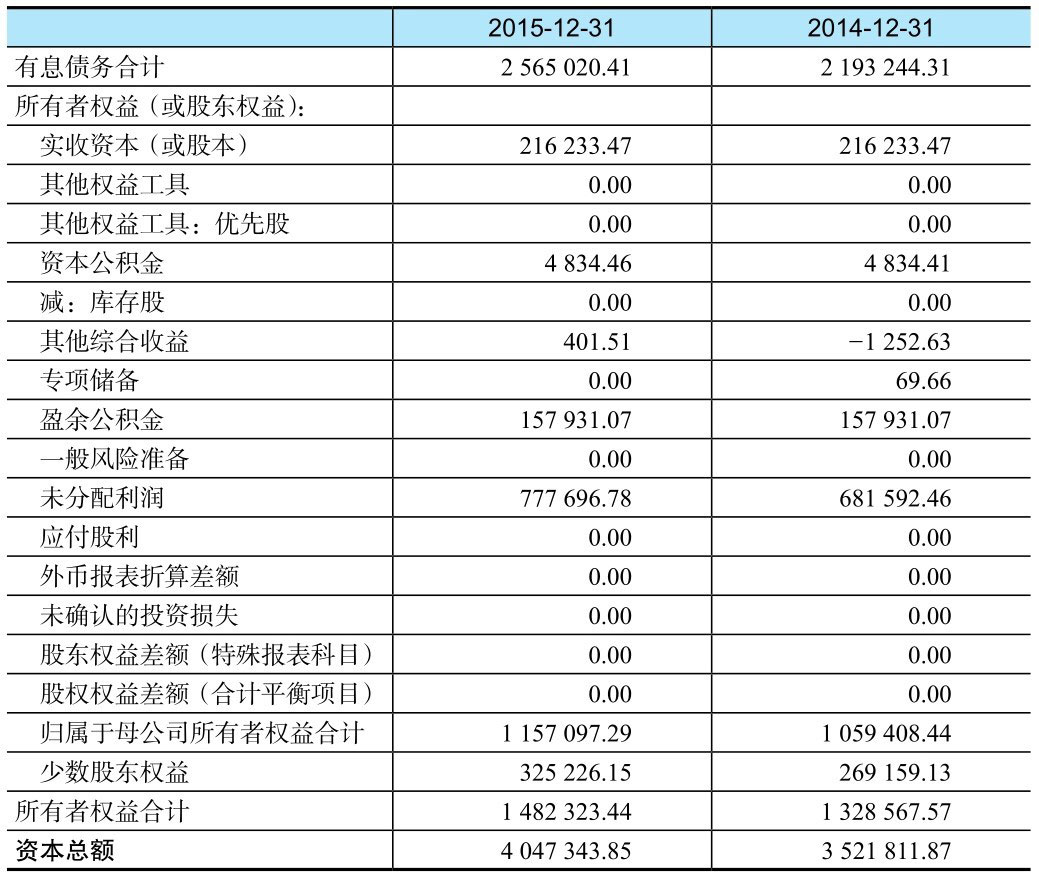 2015-12-31 2014-12-31
有息债务合计 2 565 020.41 2 193 244.31
所有者权益（或股东权益）：
实收资本（或股本） 216 233.47 216 233.47
其他权益工具 0.00 0.00
其他权益工具：优先股 0.00 0.00
资本公积金 4 834.46 4 834.41
减：库存股 0.00 0.00
其他综合收益 401.51 −1 252.63
专项储备 0.00 69.66
盈余公积金 157 931.07 157 931.07
一般风险准备 0.00 0.00
未分配利润 777 696.78 681 592.46
应付股利 0.00 0.00
外币报表折算差额 0.00 0.00
未确认的投资损失 0.00 0.00
股东权益差额（特殊报表科目） 0.00 0.00
股权权益差额（合计平衡项目） 0.00 0.00
归属于母公司所有者权益合计 1 157 097.29 1 059 408.44
少数股东权益 325 226.15 269 159.13
所有者权益合计 1 482 323.44 1 328 567.57
资本总额 4 047 343.85 3 521 811.87